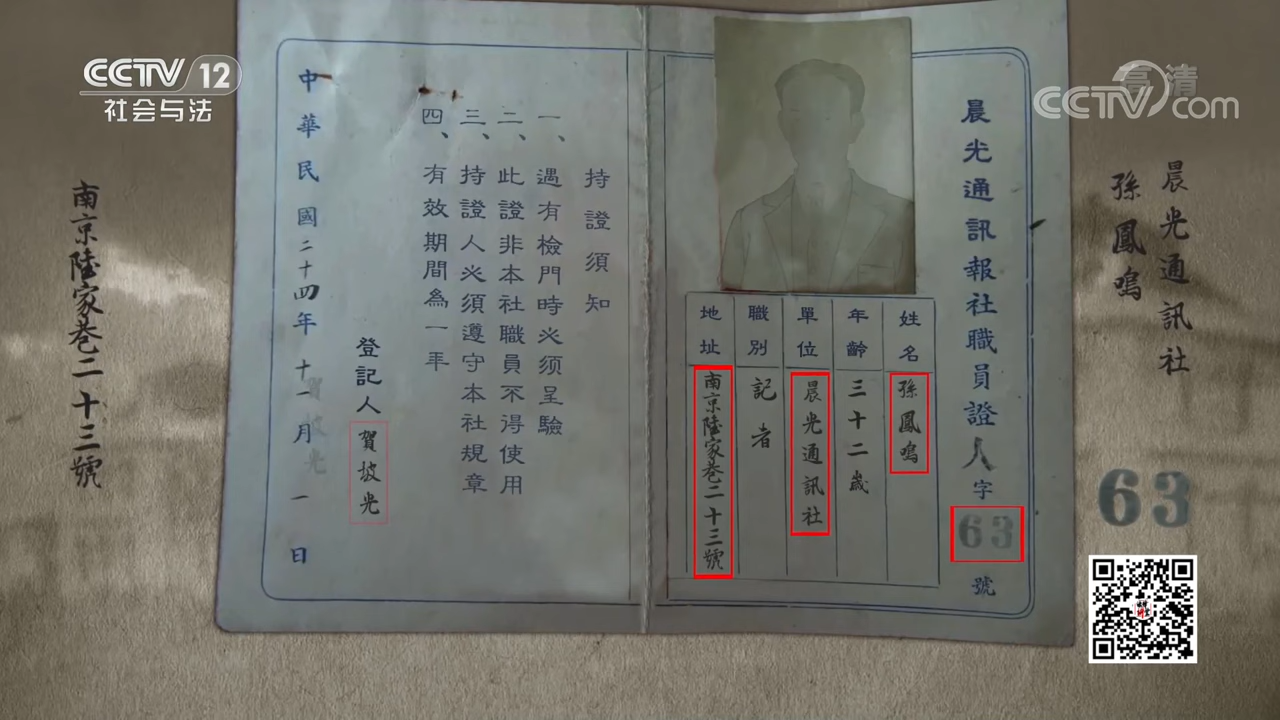 CCTV 12
社会与法
高清
CCTV com
晨光通訊社
孫鳳鳴
63
南京陸家巷二十三號
晨光通訊報社職員證
人字
63
號
姓名
孫鳳鳴
年齡
三十二歲
單位
晨光通訊社
職別
記者
地址
南京陸家巷二十三號
持證須知
一、遇有檢門時必须呈驗
二、此證非本社職員不得使用
三、持證人必須遵守本社規章
四、有效期間為一年
登記人
賀坡光
賀坡光
中華民國二十四年十一月一日